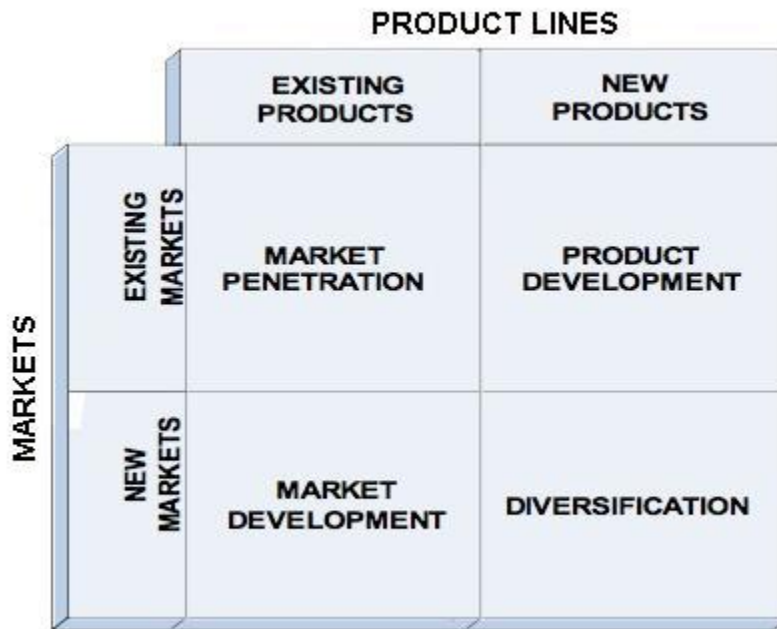 PRODUCT LINES
EXISTING
PRODUCTS
NEW
PRODUCTS
MARKETS
EXISTING
MARKETS
MARKET
PENETRATION
PRODUCT
DEVELOPMENT
NEW
MARKETS
MARKET
DEVELOPMENT
DIVERSIFICATION